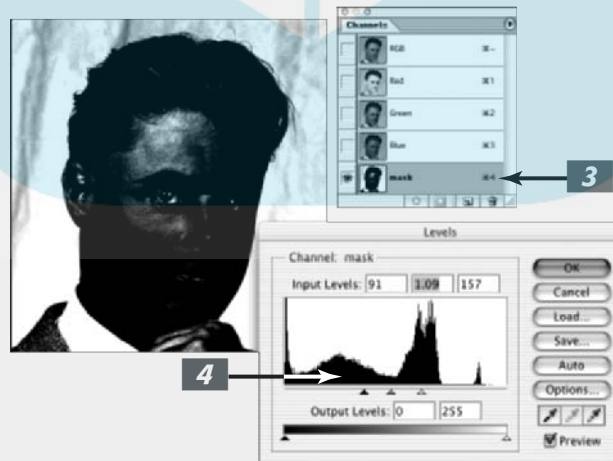 Channels
RGB ⌘~
Red ⌘1
Green ⌘2
Blue ⌘3
mask ⌘4
3
Levels
Channel: mask
Input Levels: 91 1.09 157
OK
Cancel
Load...
Save...
Auto
Options...
Preview
4
Output Levels: 0 255